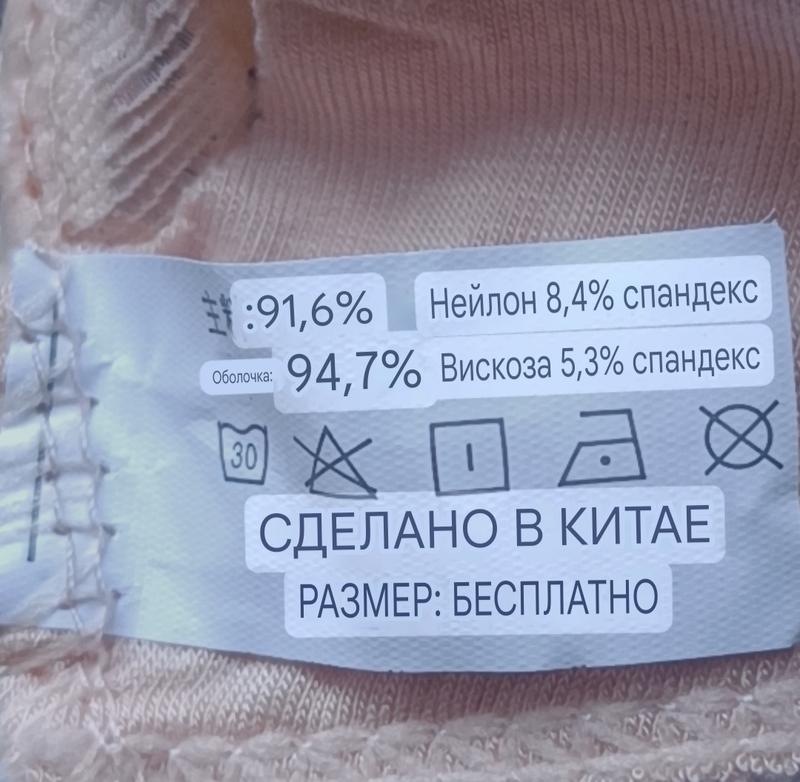 :91,6% Нейлон 8,4% спандекс
Оболочка: 94,7% Вискоза 5,3% спандекс
30
СДЕЛАНО В КИТАЕ
РАЗМЕР: БЕСПЛАТНО